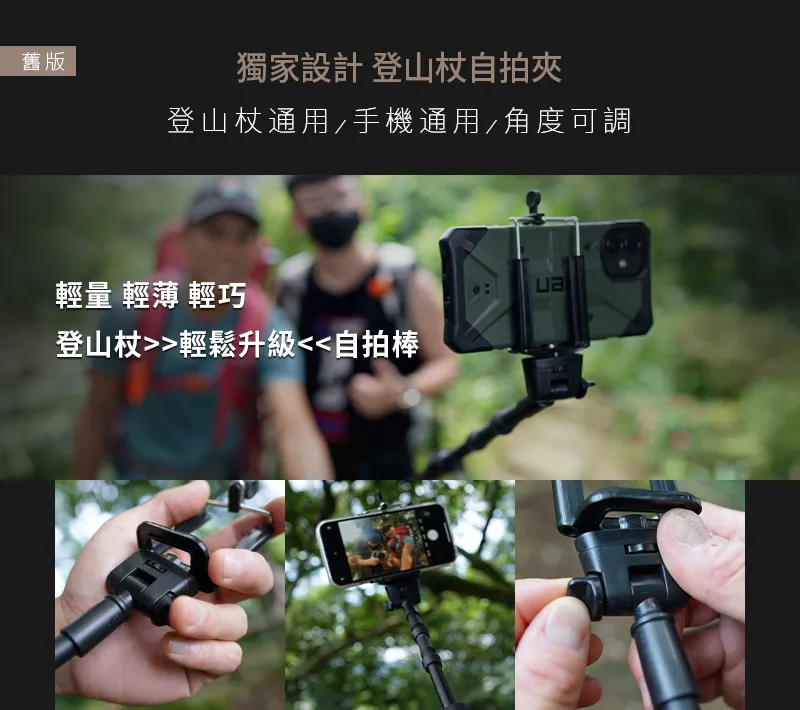 舊版
獨家設計 登山杖自拍夾
登山杖通用/手機通用/角度可調
輕量 輕薄 輕巧
登山杖>>輕鬆升級<<自拍棒